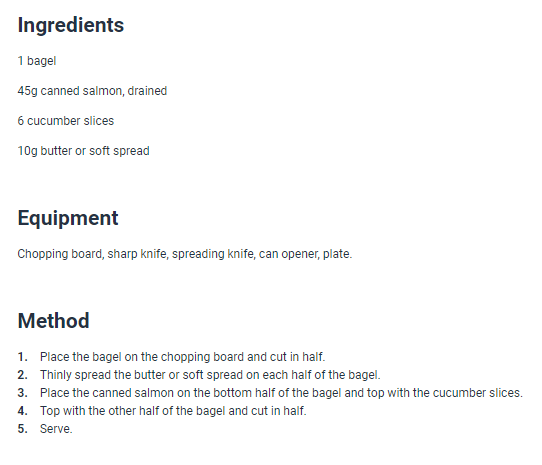 Ingredients
1 bagel
45g canned salmon, drained
6 cucumber slices
10g butter or soft spread
Equipment
Chopping board, sharp knife, spreading knife, can opener, plate.
Method
1. Place the bagel on the chopping board and cut in half.
2. Thinly spread the butter or soft spread on each half of the bagel.
3. Place the canned salmon on the bottom half of the bagel and top with the cucumber slices.
4. Top with the other half of the bagel and cut in half.
5. Serve.